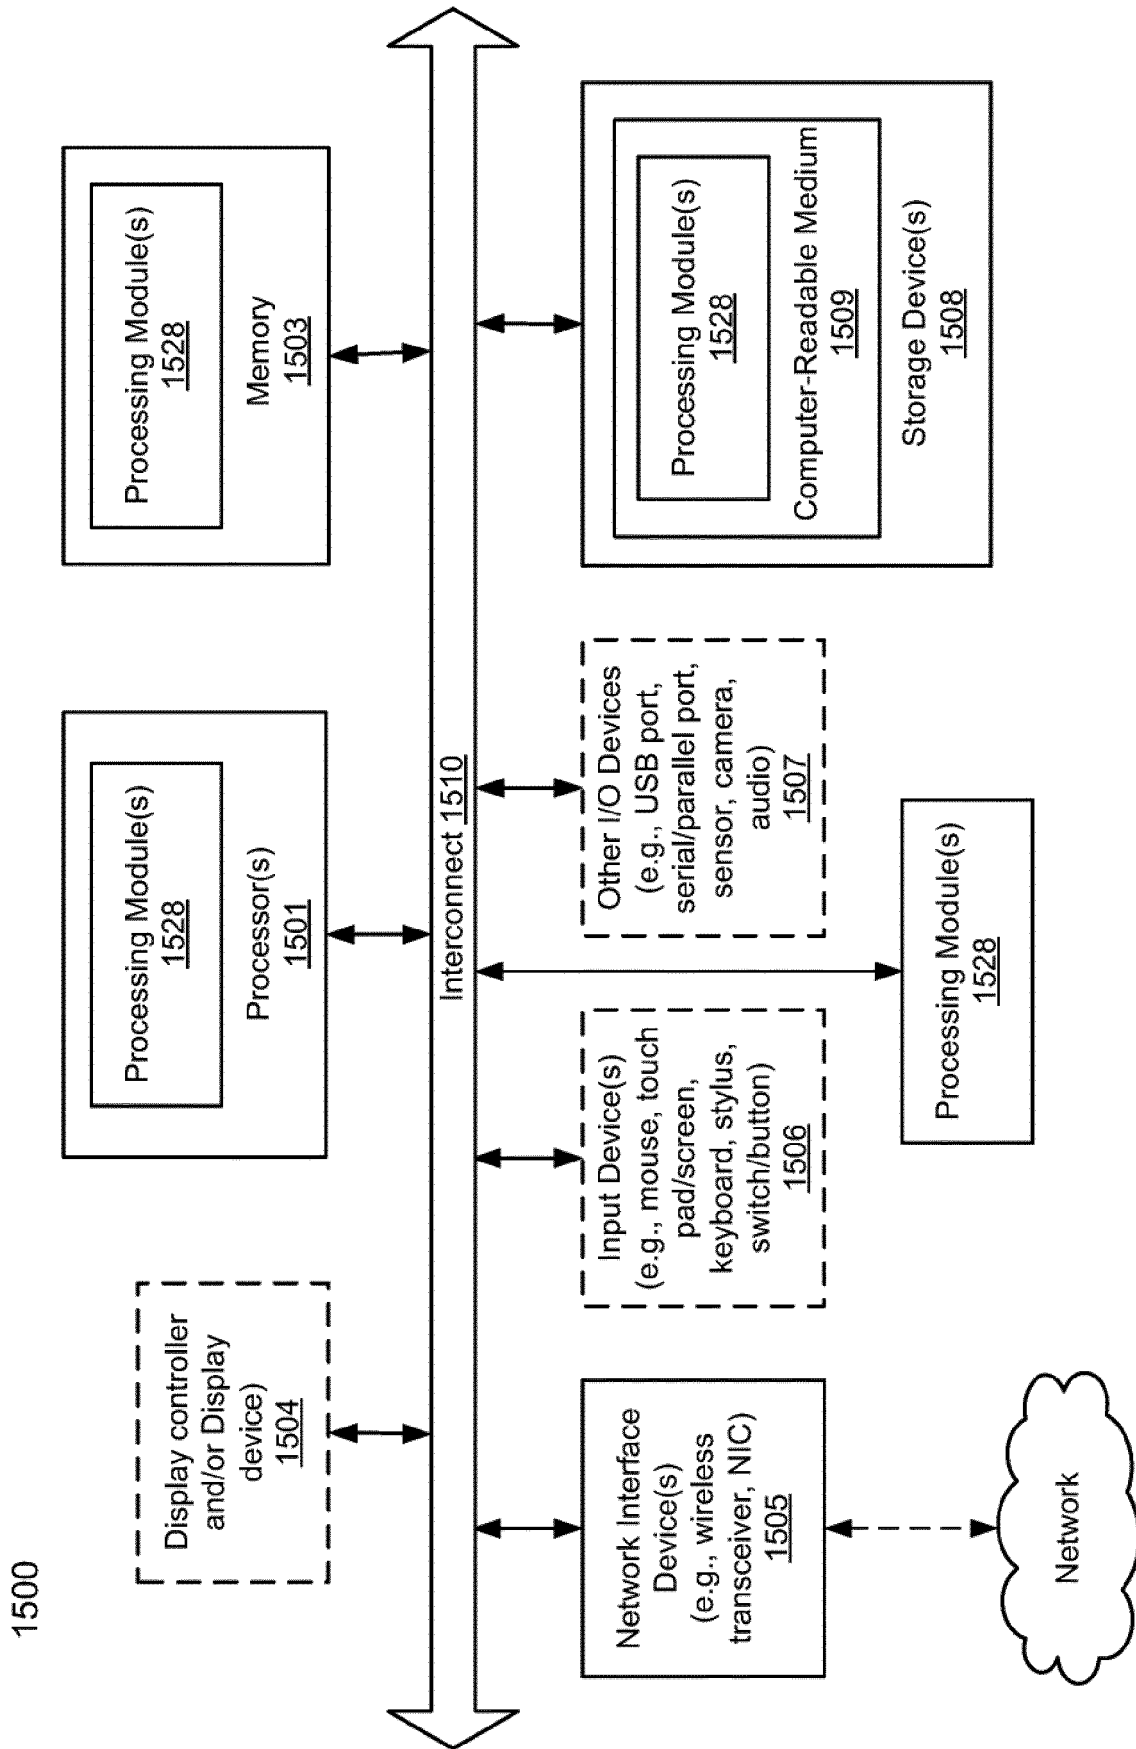 1500
Display controller
and/or Display
device)
1504
Processing Module(s)
1528
Processor(s)
1501
Processing Module(s)
1528
Memory
1503
Interconnect 1510
Network Interface
Device(s)
(e.g., wireless
transceiver, NIC)
1505
Input Device(s)
(e.g., mouse, touch
pad/screen,
keyboard, stylus,
switch/button)
1506
Other I/O Devices
(e.g., USB port,
serial/parallel port,
sensor, camera,
audio)
1507
Processing Module(s)
1528
Computer-Readable Medium
1509
Storage Device(s)
1508
Network
Processing Module(s)
1528